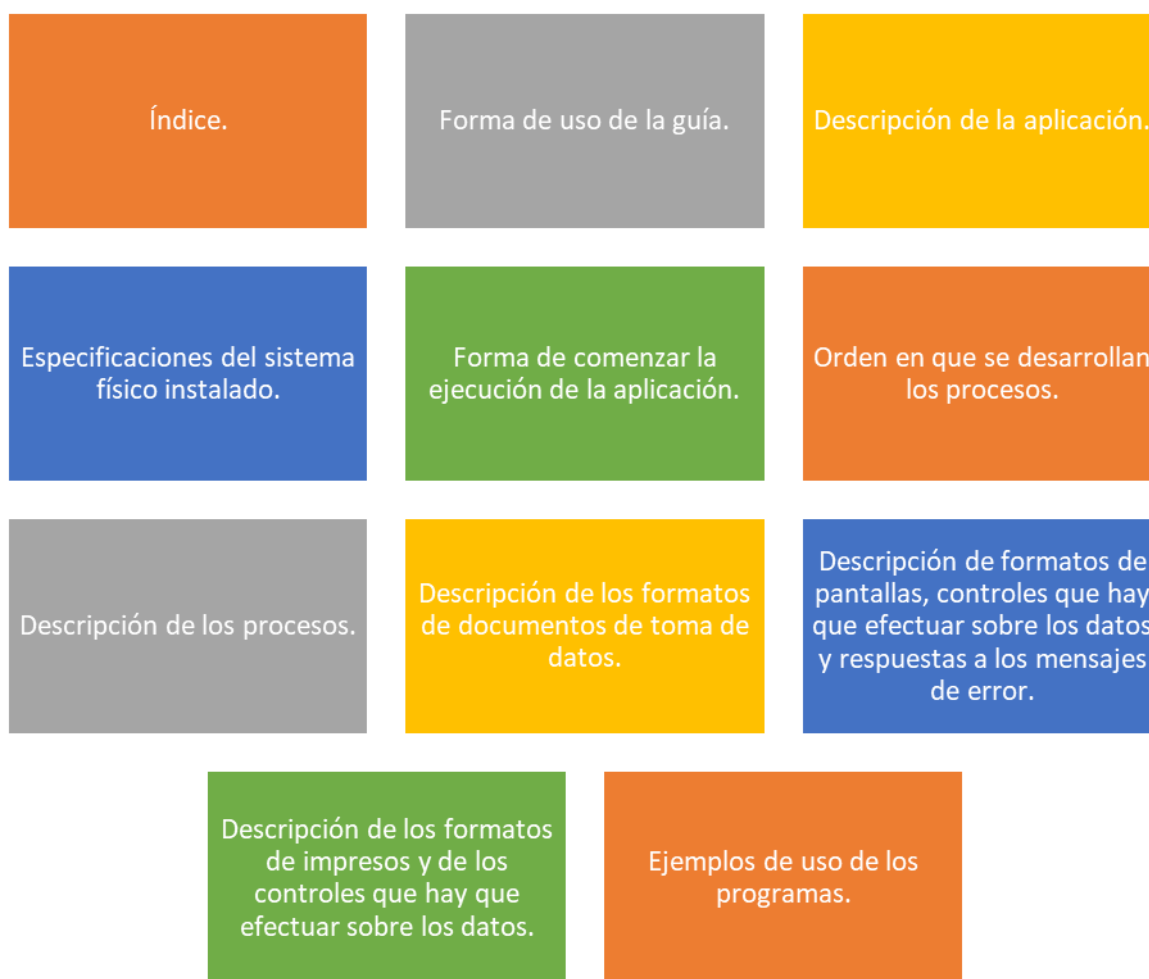 Índice.
Forma de uso de la guía.
Descripción de la aplicación.
Especificaciones del sistema
físico instalado.
Forma de comenzar la
ejecución de la aplicación.
Orden en que se desarrollan
los procesos.
Descripción de los procesos.
Descripción de los formatos
de documentos de toma de
datos.
Descripción de formatos de
pantallas, controles que hay
que efectuar sobre los datos
y respuestas a los mensajes
de error.
Descripción de los formatos
de impresos y de los
controles que hay que
efectuar sobre los datos.
Ejemplos de uso de los
programas.